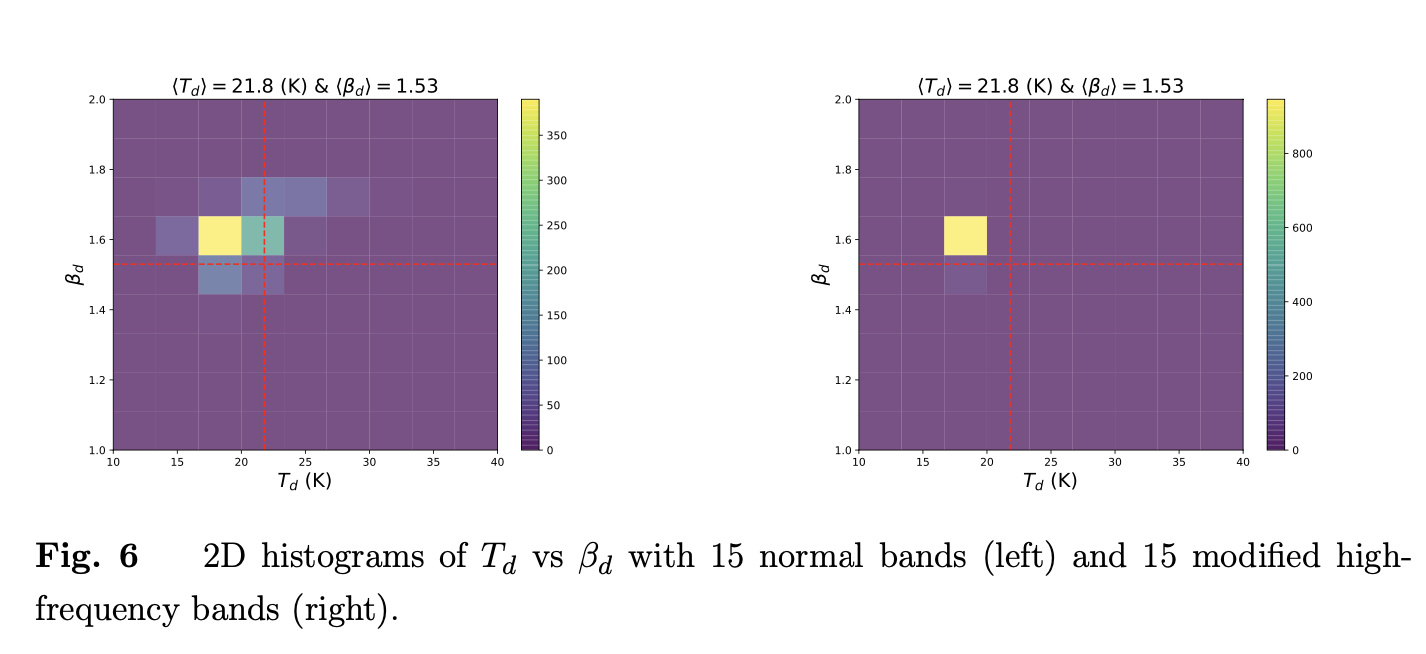 ⟨T_d⟩ = 21.8 (K) & ⟨β_d⟩ = 1.53
2.0
1.8
1.6
1.4
1.2
1.0
β_d
10 15 20 25 30 35 40
T_d (K)
350
300
250
200
150
100
50
0
⟨T_d⟩ = 21.8 (K) & ⟨β_d⟩ = 1.53
2.0
1.8
1.6
1.4
1.2
1.0
β_d
10 15 20 25 30 35 40
T_d (K)
800
600
400
200
0
Fig. 6 2D histograms of T_d vs β_d with 15 normal bands (left) and 15 modified high-
frequency bands (right).